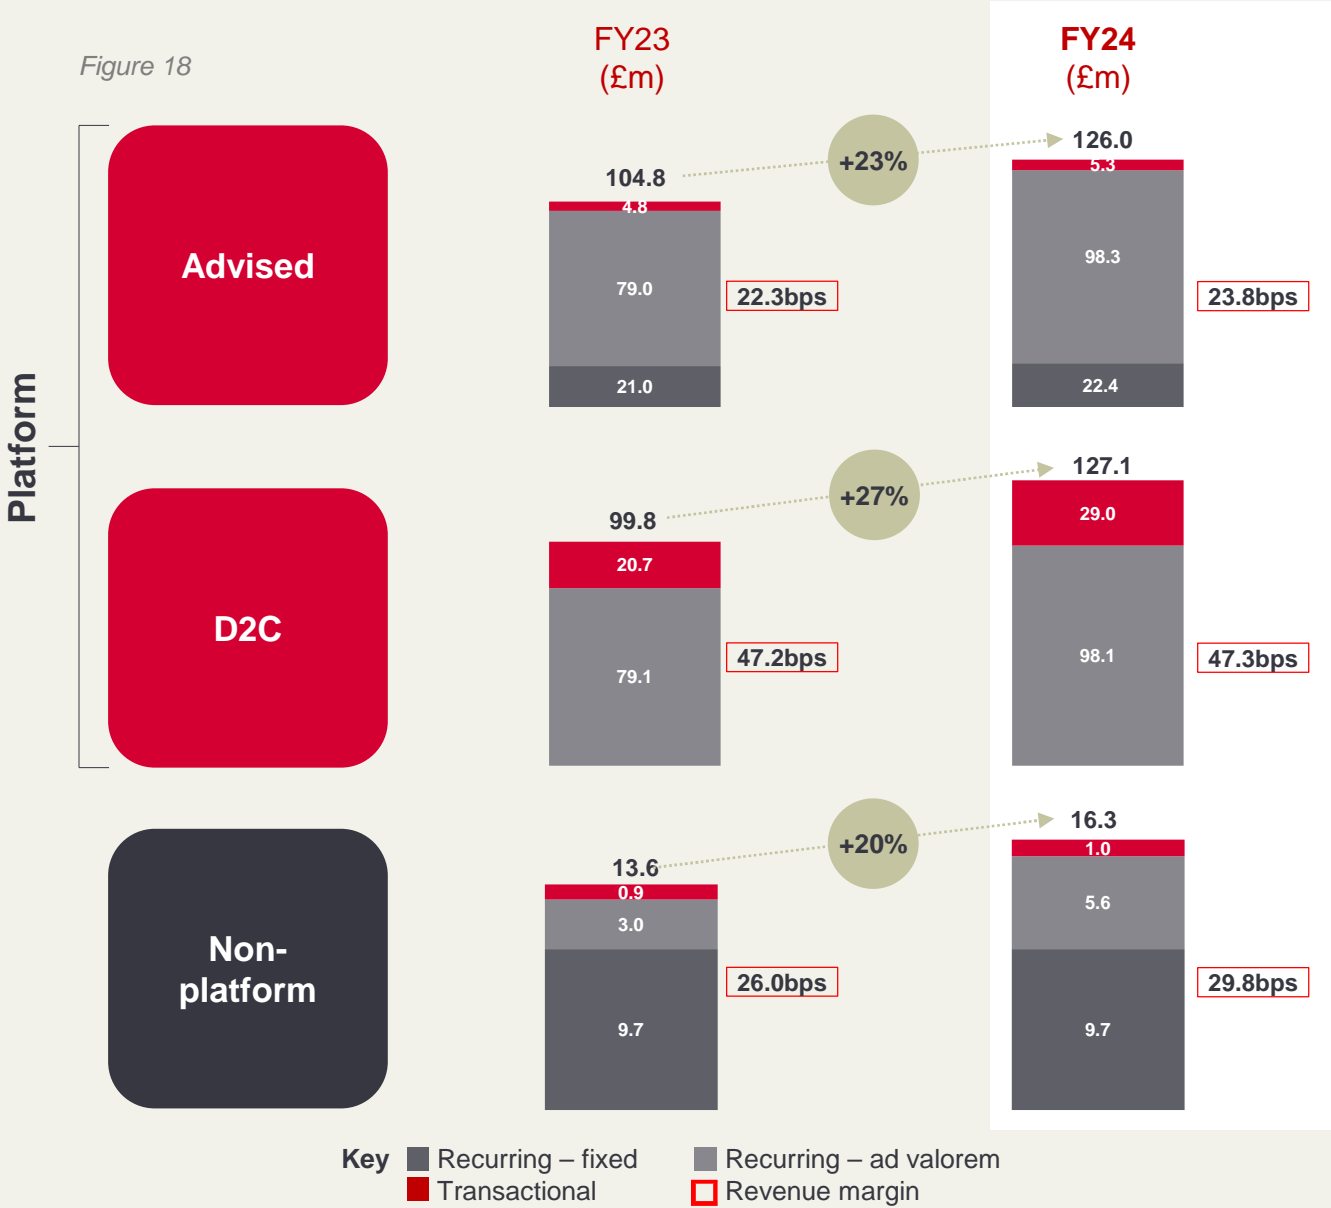 Figure 18
FY23
(£m)
FY24
(£m)
Platform
Advised
104.8
4.8
79.0
21.0
22.3bps
+23%
126.0
5.3
98.3
22.4
23.8bps
D2C
99.8
20.7
79.1
47.2bps
+27%
127.1
29.0
98.1
47.3bps
Non-
platform
13.6
0.9
3.0
9.7
26.0bps
+20%
16.3
1.0
5.6
9.7
29.8bps
Key
Recurring – fixed
Recurring – ad valorem
Transactional
Revenue margin